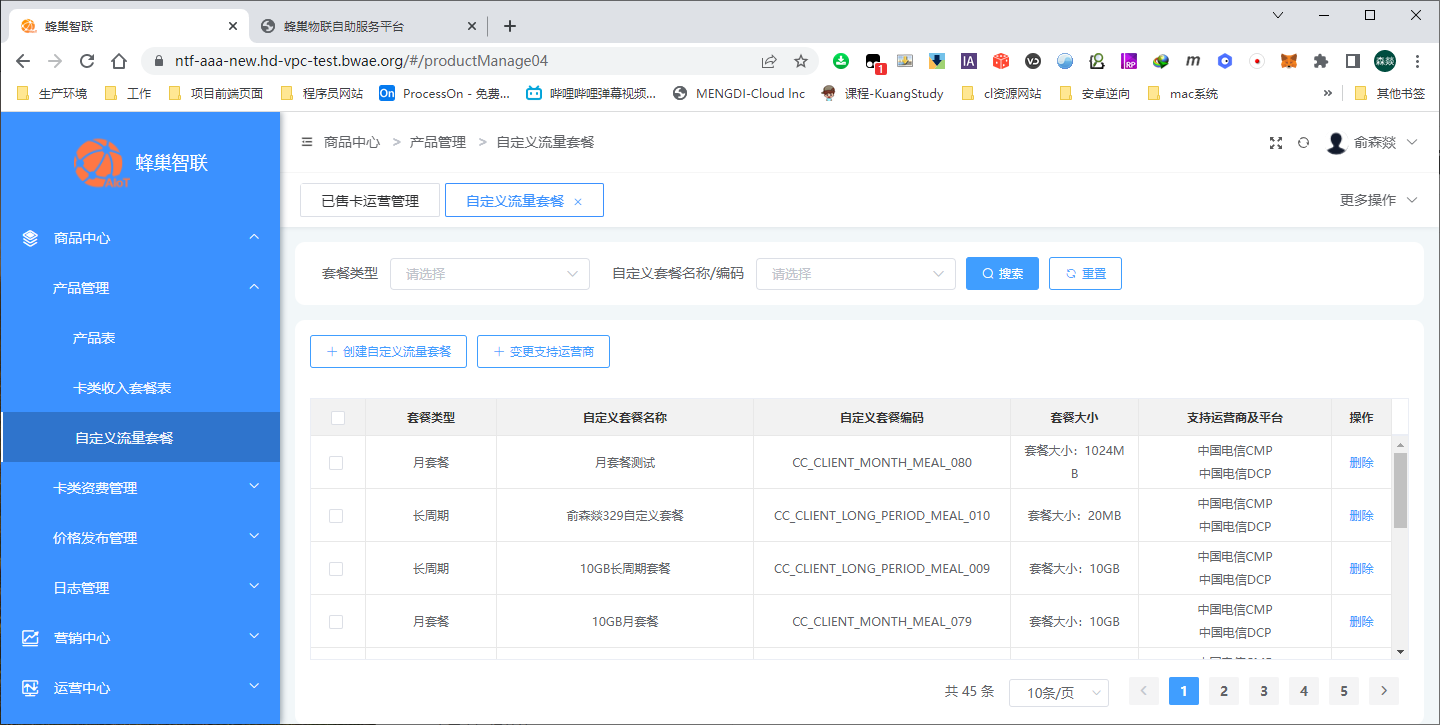 蜂巢智联
蜂巢物联自助服务平台
ntf-aaa-new.hd-vpc-test.bwae.org/#/productManage04
1
IA
RP
m
森燚
生产环境
工作
项目前端页面
程序员网站
On ProcessOn - 免费...
哔哩哔哩弹幕视频...
MENGDI-Cloud Inc
课程-KuangStudy
cl资源网站
安卓逆向
mac系统
»
其他书签
AIoT
蜂巢智联
商品中心
产品管理
产品表
卡类收入套餐表
自定义流量套餐
卡类资费管理
价格发布管理
日志管理
营销中心
运营中心
商品中心 > 产品管理 > 自定义流量套餐
俞森燚
已售卡运营管理
自定义流量套餐 ×
更多操作
套餐类型 请选择 自定义套餐名称/编码 请选择 搜索 重置
+ 创建自定义流量套餐
+ 变更支持运营商
套餐类型 自定义套餐名称 自定义套餐编码 套餐大小 支持运营商及平台 操作
月套餐 月套餐测试 CC_CLIENT_MONTH_MEAL_080 套餐大小：1024M
B
中国电信CMP
中国电信DCP
删除
长周期 俞森燚329自定义套餐 CC_CLIENT_LONG_PERIOD_MEAL_010 套餐大小：20MB
中国电信CMP
中国电信DCP
删除
长周期 10GB长周期套餐 CC_CLIENT_LONG_PERIOD_MEAL_009 套餐大小：10GB
中国电信CMP
中国电信DCP
删除
月套餐 10GB月套餐 CC_CLIENT_MONTH_MEAL_079 套餐大小：10GB
中国电信CMP
中国电信DCP
删除
共 45 条 10条/页 < 1 2 3 4 5 >